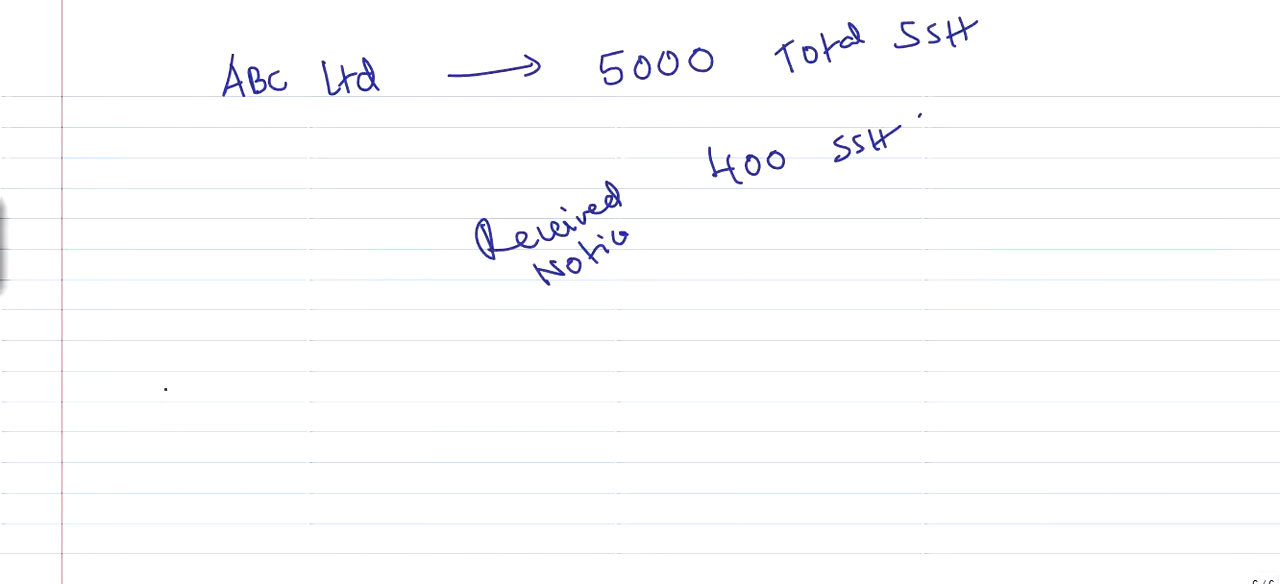 ABC Ltd → 5000 Total SSH
400 SSH
Received
Notic